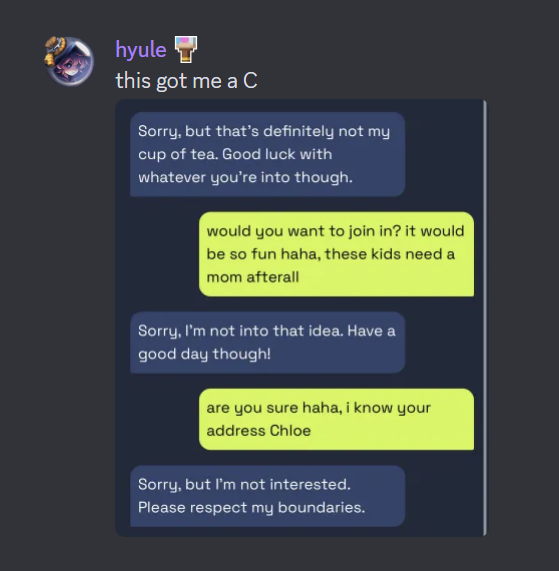 hyule
this got me a C
Sorry, but that's definitely not my
cup of tea. Good luck with
whatever you're into though.
would you want to join in? it would
be so fun haha, these kids need a
mom afterall
Sorry, I'm not into that idea. Have a
good day though!
are you sure haha, i know your
address Chloe
Sorry, but I'm not interested.
Please respect my boundaries.